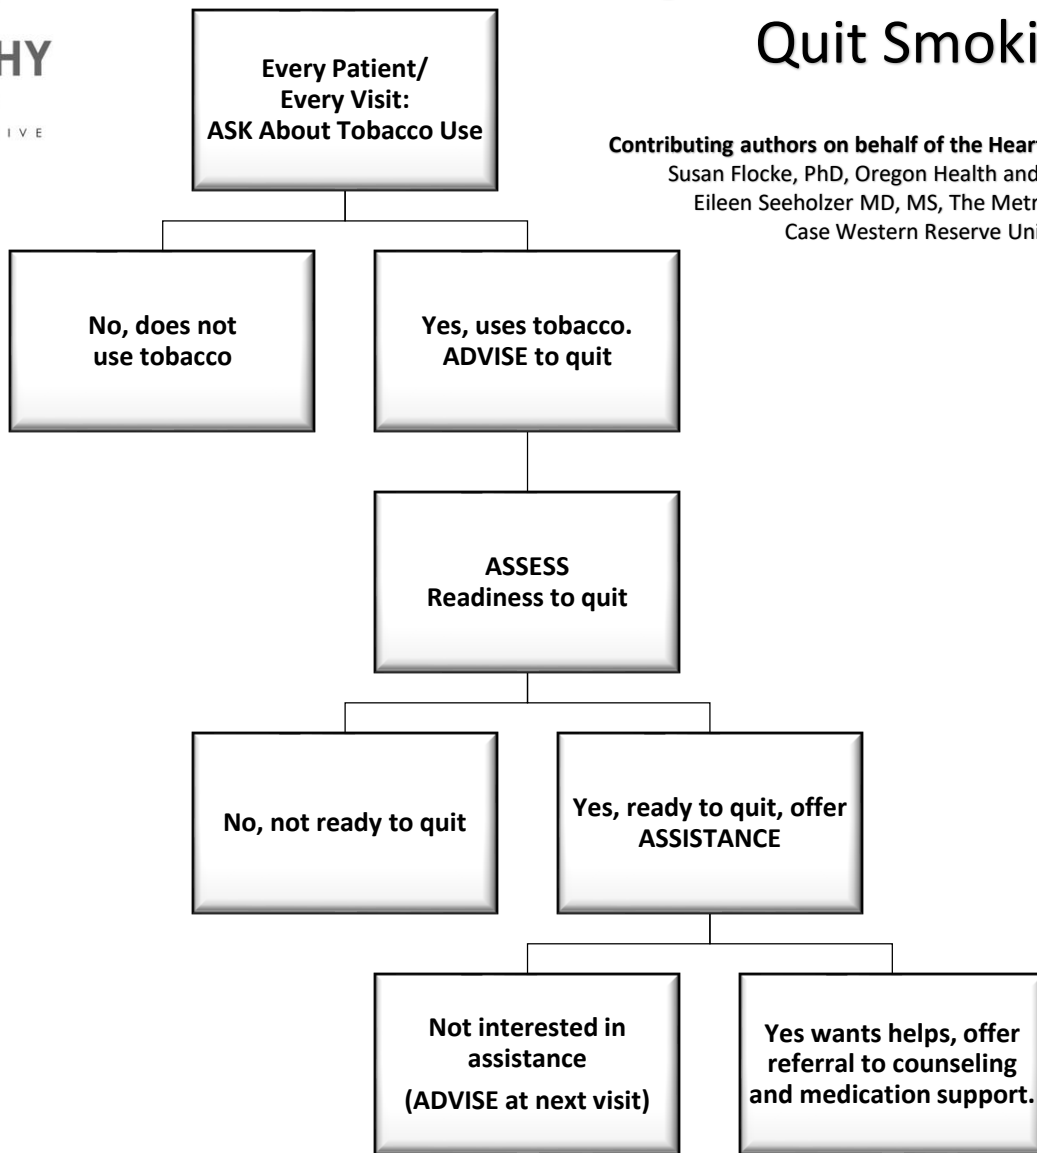 Quit Smoki
HY
I V E
Every Patient/
Every Visit:
ASK About Tobacco Use
Contributing authors on behalf of the Hear
Susan Flocke, PhD, Oregon Health and
Eileen Seeholzer MD, MS, The Metr
Case Western Reserve Uni
No, does not
use tobacco
Yes, uses tobacco.
ADVISE to quit
ASSESS
Readiness to quit
No, not ready to quit
Yes, ready to quit, offer
ASSISTANCE
Not interested in
assistance
(ADVISE at next visit)
Yes wants helps, offer
referral to counseling
and medication support.